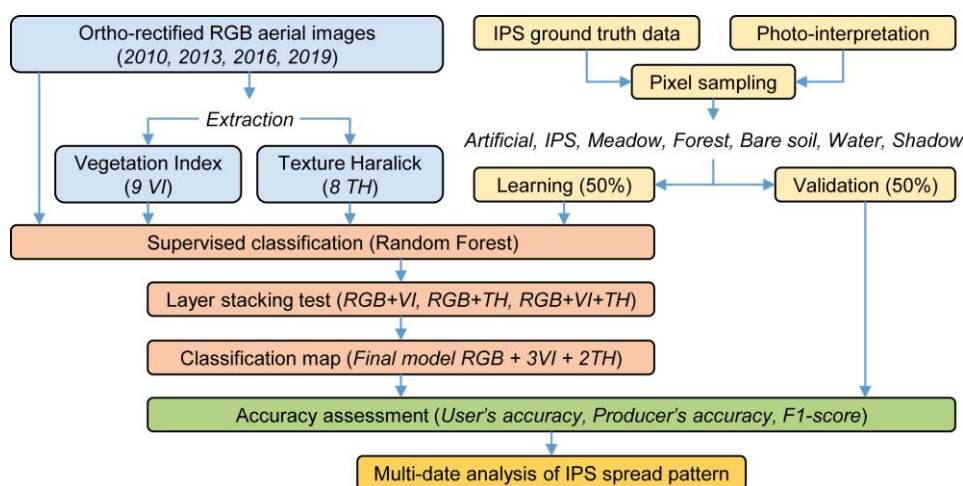 Ortho-rectified RGB aerial images
(2010, 2013, 2016, 2019)
IPS ground truth data
Photo-interpretation
Pixel sampling
Extraction
Artificial, IPS, Meadow, Forest, Bare soil, Water, Shadow
Vegetation Index
(9 VI)
Texture Haralick
(8 TH)
Learning (50%)
Validation (50%)
Supervised classification (Random Forest)
Layer stacking test (RGB+VI, RGB+TH, RGB+VI+TH)
Classification map (Final model RGB + 3VI + 2TH)
Accuracy assessment (User's accuracy, Producer's accuracy, F1-score)
Multi-date analysis of IPS spread pattern